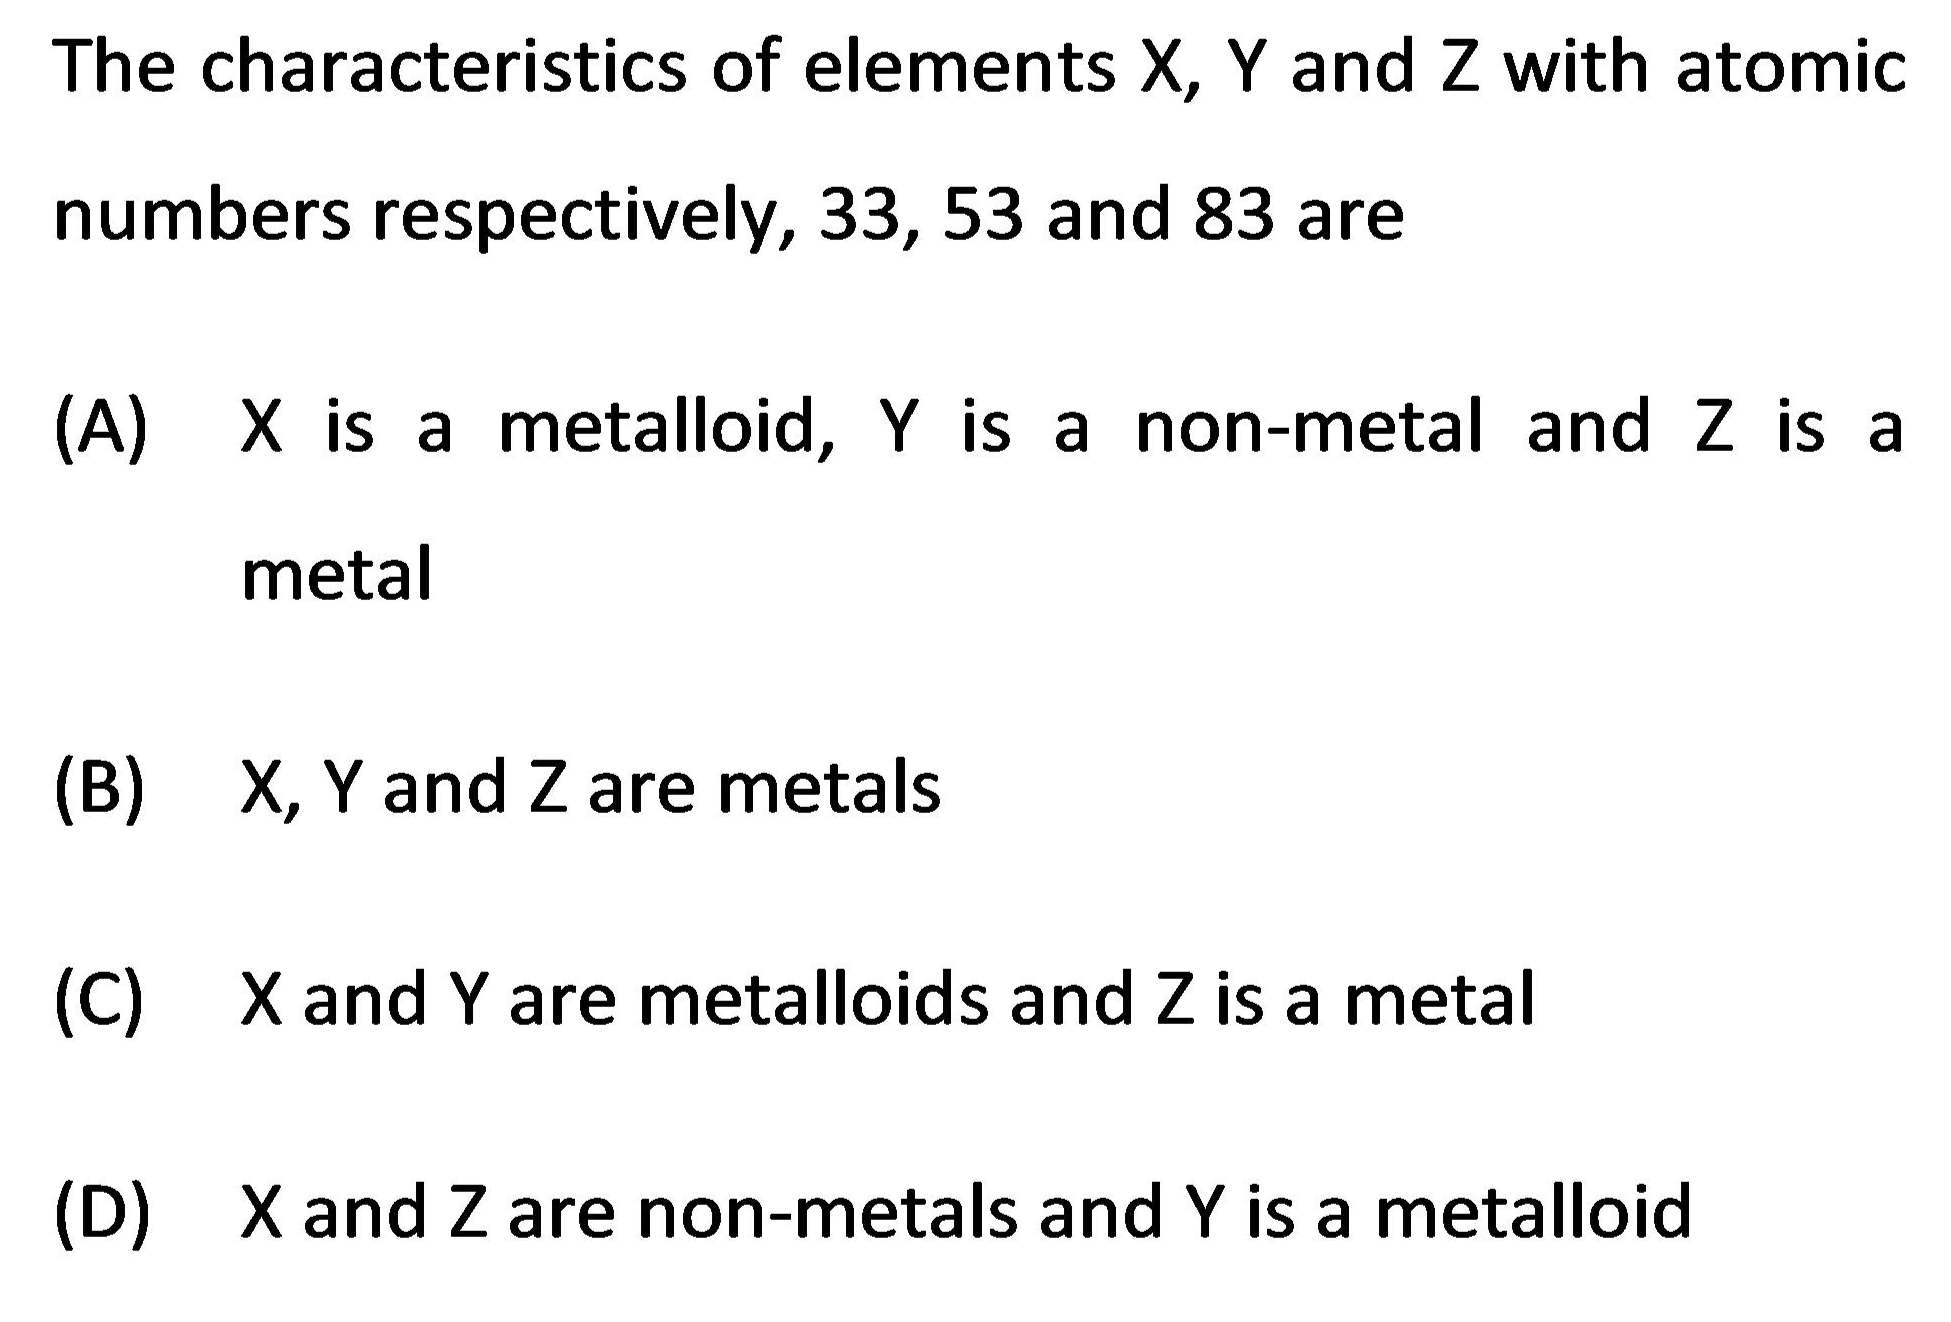 The characteristics of elements X, Y and Z with atomic
numbers respectively, 33, 53 and 83 are
(A) X is a metalloid, Y is a non-metal and Z is a
metal
(B) X, Y and Z are metals
(C) X and Y are metalloids and Z is a metal
(D) X and Z are non-metals and Y is a metalloid